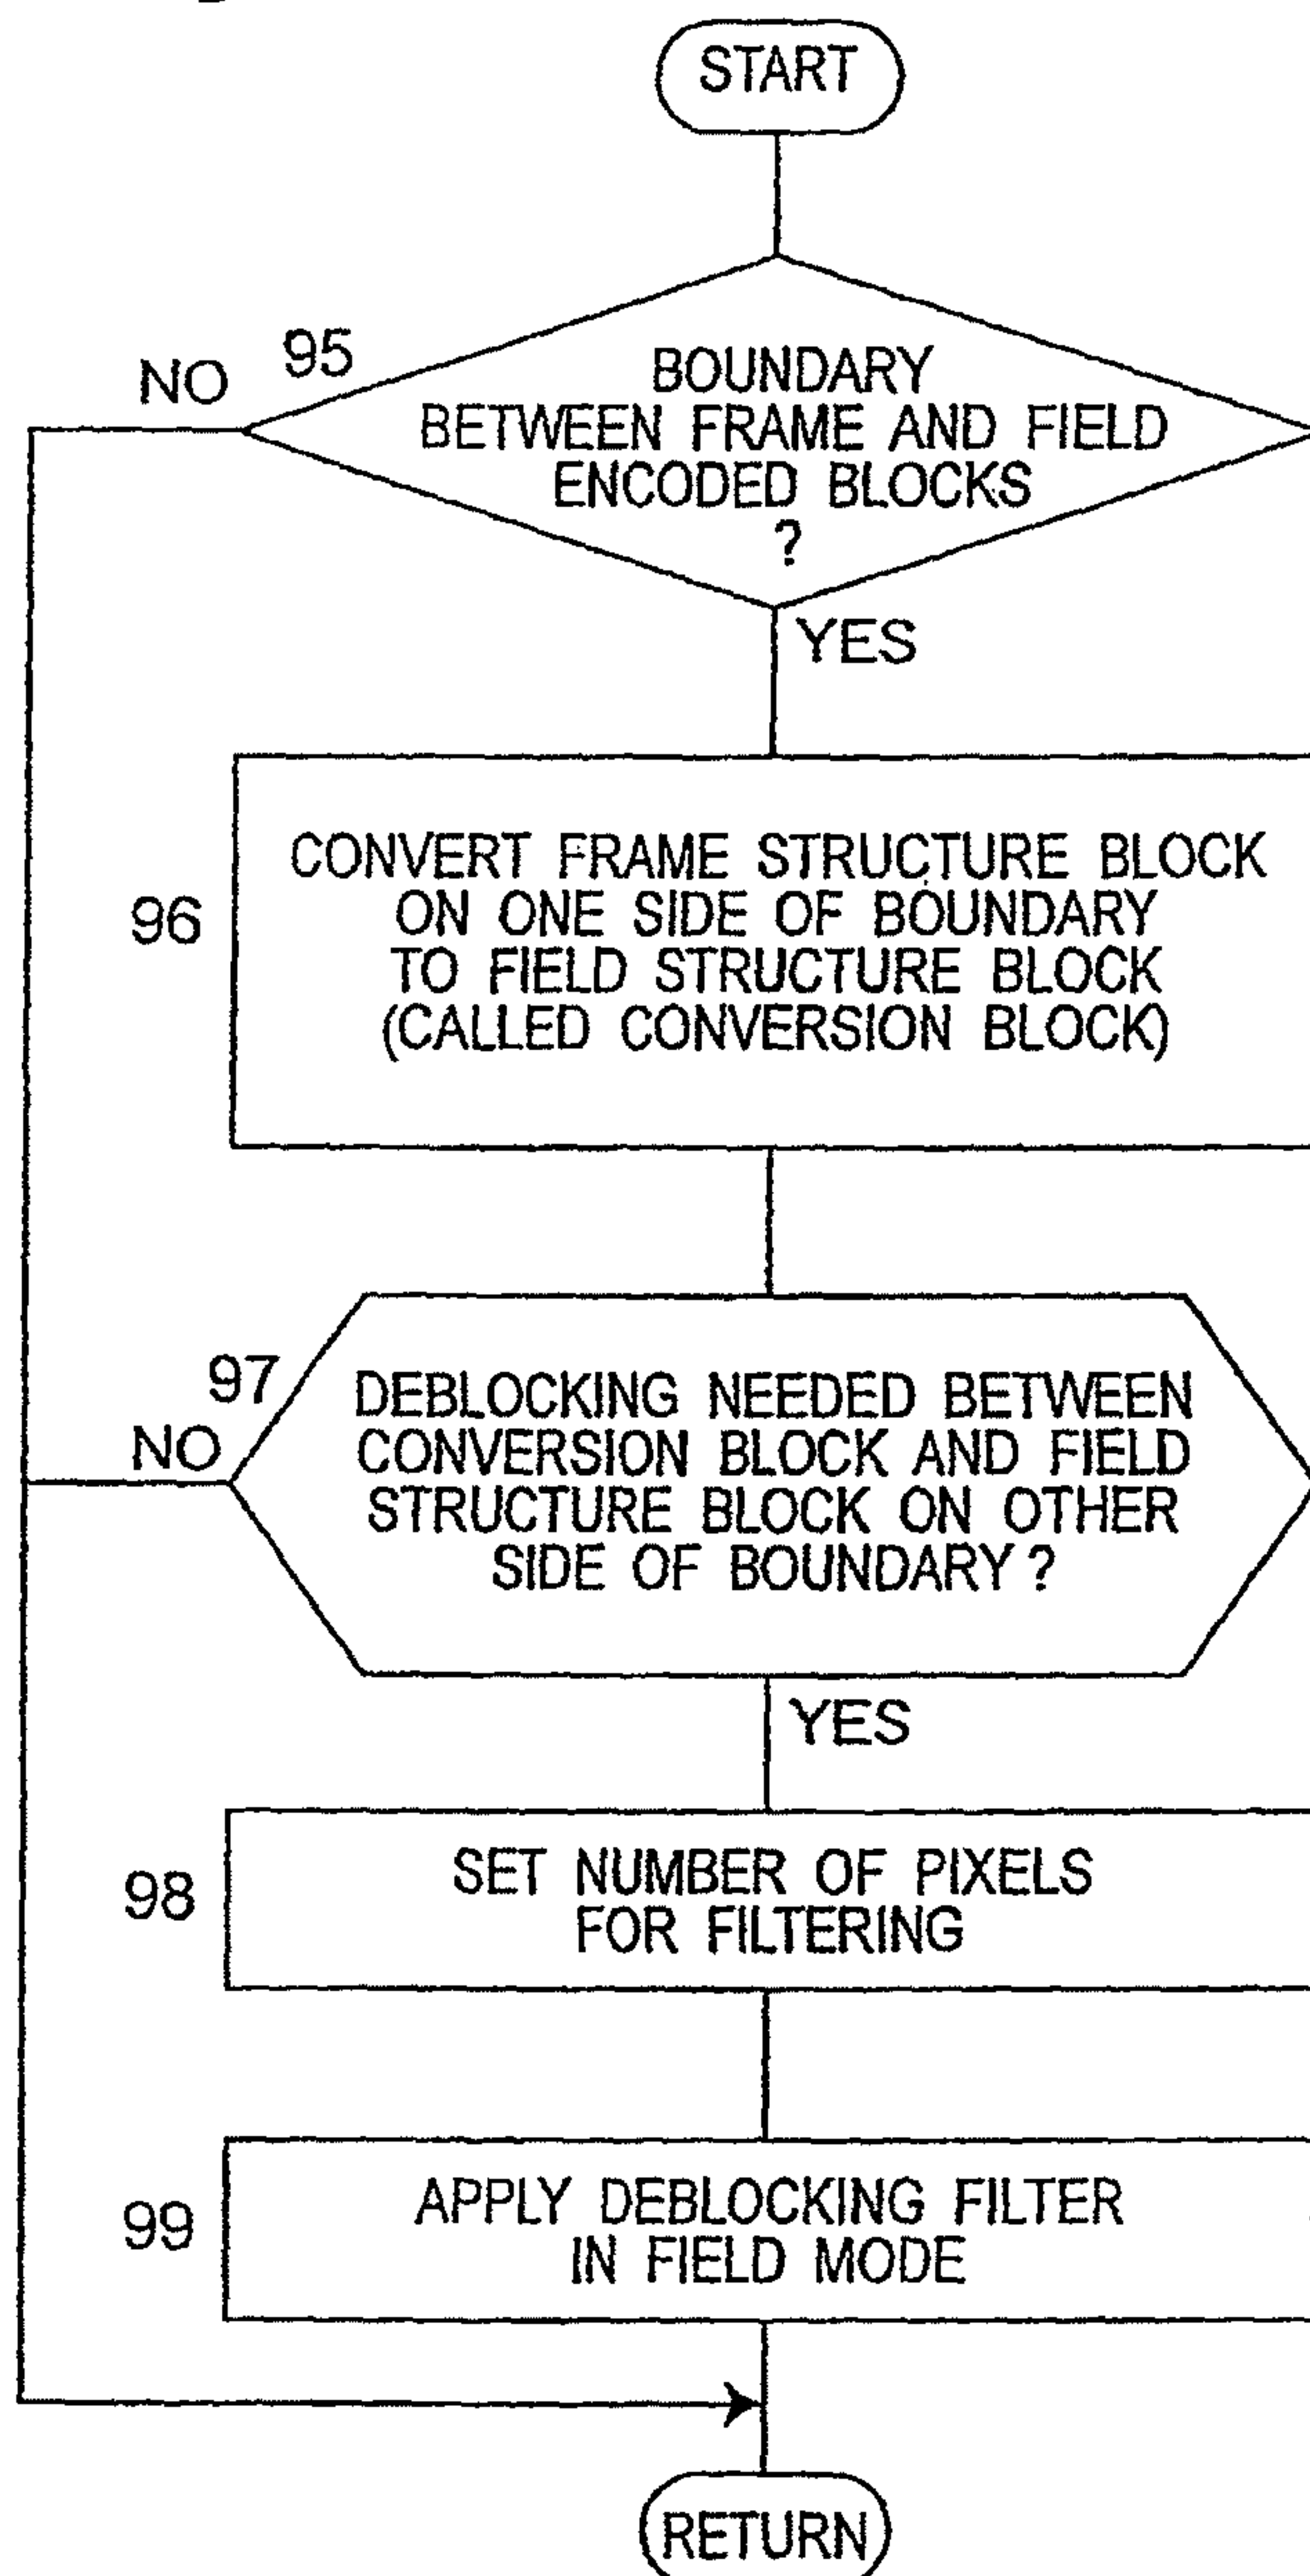 START
95
NO
BOUNDARY
BETWEEN FRAME AND FIELD
ENCODED BLOCKS
?
YES
96
CONVERT FRAME STRUCTURE BLOCK
ON ONE SIDE OF BOUNDARY
TO FIELD STRUCTURE BLOCK
(CALLED CONVERSION BLOCK)
97
NO
DEBLOCKING NEEDED BETWEEN
CONVERSION BLOCK AND FIELD
STRUCTURE BLOCK ON OTHER
SIDE OF BOUNDARY ?
YES
98
SET NUMBER OF PIXELS
FOR FILTERING
99
APPLY DEBLOCKING FILTER
IN FIELD MODE
RETURN